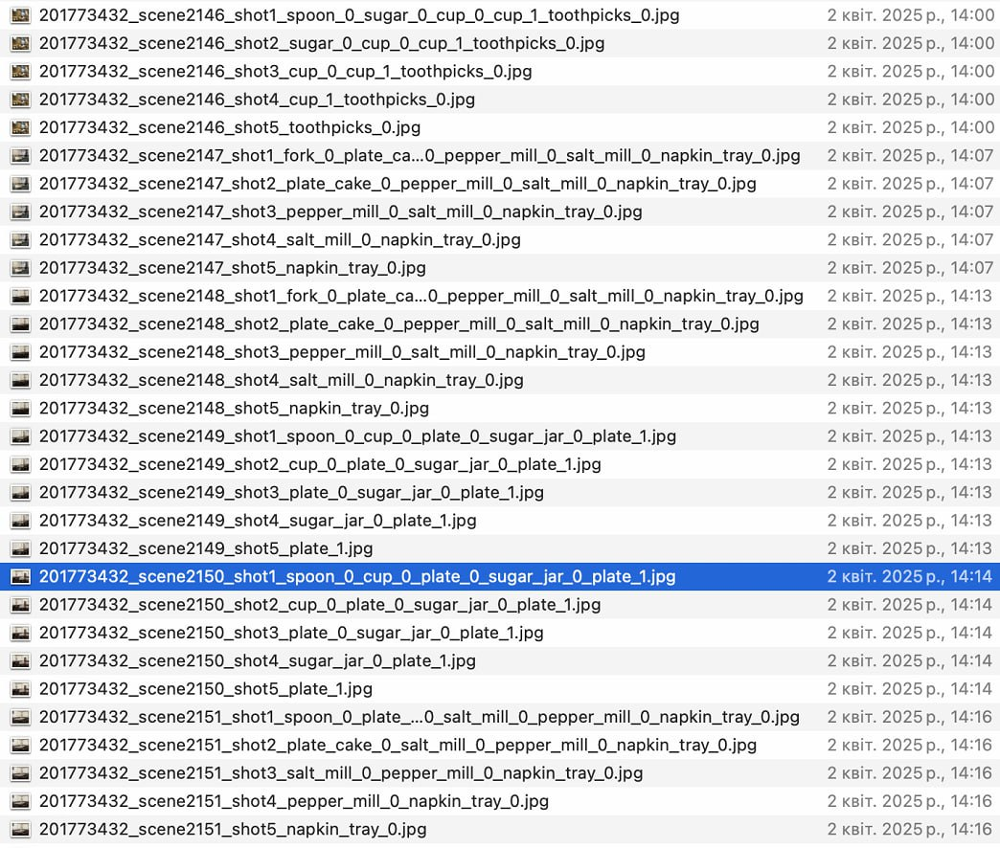 201773432_scene2146_shot1_spoon_0_sugar_0_cup_0_cup_1_toothpicks_0.jpg 2 квіт. 2025 р., 14:00
201773432_scene2146_shot2_sugar_0_cup_0_cup_1_toothpicks_0.jpg 2 квіт. 2025 р., 14:00
201773432_scene2146_shot3_cup_0_cup_1_toothpicks_0.jpg 2 квіт. 2025 р., 14:00
201773432_scene2146_shot4_cup_1_toothpicks_0.jpg 2 квіт. 2025 р., 14:00
201773432_scene2146_shot5_toothpicks_0.jpg 2 квіт. 2025 р., 14:00
201773432_scene2147_shot1_fork_0_plate_ca...0_pepper_mill_0_salt_mill_0_napkin_tray_0.jpg 2 квіт. 2025 р., 14:07
201773432_scene2147_shot2_plate_cake_0_pepper_mill_0_salt_mill_0_napkin_tray_0.jpg 2 квіт. 2025 р., 14:07
201773432_scene2147_shot3_pepper_mill_0_salt_mill_0_napkin_tray_0.jpg 2 квіт. 2025 р., 14:07
201773432_scene2147_shot4_salt_mill_0_napkin_tray_0.jpg 2 квіт. 2025 р., 14:07
201773432_scene2147_shot5_napkin_tray_0.jpg 2 квіт. 2025 р., 14:07
201773432_scene2148_shot1_fork_0_plate_ca...0_pepper_mill_0_salt_mill_0_napkin_tray_0.jpg 2 квіт. 2025 р., 14:13
201773432_scene2148_shot2_plate_cake_0_pepper_mill_0_salt_mill_0_napkin_tray_0.jpg 2 квіт. 2025 р., 14:13
201773432_scene2148_shot3_pepper_mill_0_salt_mill_0_napkin_tray_0.jpg 2 квіт. 2025 р., 14:13
201773432_scene2148_shot4_salt_mill_0_napkin_tray_0.jpg 2 квіт. 2025 р., 14:13
201773432_scene2148_shot5_napkin_tray_0.jpg 2 квіт. 2025 р., 14:13
201773432_scene2149_shot1_spoon_0_cup_0_plate_0_sugar_jar_0_plate_1.jpg 2 квіт. 2025 р., 14:13
201773432_scene2149_shot2_cup_0_plate_0_sugar_jar_0_plate_1.jpg 2 квіт. 2025 р., 14:13
201773432_scene2149_shot3_plate_0_sugar_jar_0_plate_1.jpg 2 квіт. 2025 р., 14:13
201773432_scene2149_shot4_sugar_jar_0_plate_1.jpg 2 квіт. 2025 р., 14:13
201773432_scene2149_shot5_plate_1.jpg 2 квіт. 2025 р., 14:13
201773432_scene2150_shot1_spoon_0_cup_0_plate_0_sugar_jar_0_plate_1.jpg 2 квіт. 2025 р., 14:14
201773432_scene2150_shot2_cup_0_plate_0_sugar_jar_0_plate_1.jpg 2 квіт. 2025 р., 14:14
201773432_scene2150_shot3_plate_0_sugar_jar_0_plate_1.jpg 2 квіт. 2025 р., 14:14
201773432_scene2150_shot4_sugar_jar_0_plate_1.jpg 2 квіт. 2025 р., 14:14
201773432_scene2150_shot5_plate_1.jpg 2 квіт. 2025 р., 14:14
201773432_scene2151_shot1_spoon_0_plate_...0_salt_mill_0_pepper_mill_0_napkin_tray_0.jpg 2 квіт. 2025 р., 14:16
201773432_scene2151_shot2_plate_cake_0_salt_mill_0_pepper_mill_0_napkin_tray_0.jpg 2 квіт. 2025 р., 14:16
201773432_scene2151_shot3_salt_mill_0_pepper_mill_0_napkin_tray_0.jpg 2 квіт. 2025 р., 14:16
201773432_scene2151_shot4_pepper_mill_0_napkin_tray_0.jpg 2 квіт. 2025 р., 14:16
201773432_scene2151_shot5_napkin_tray_0.jpg 2 квіт. 2025 р., 14:16